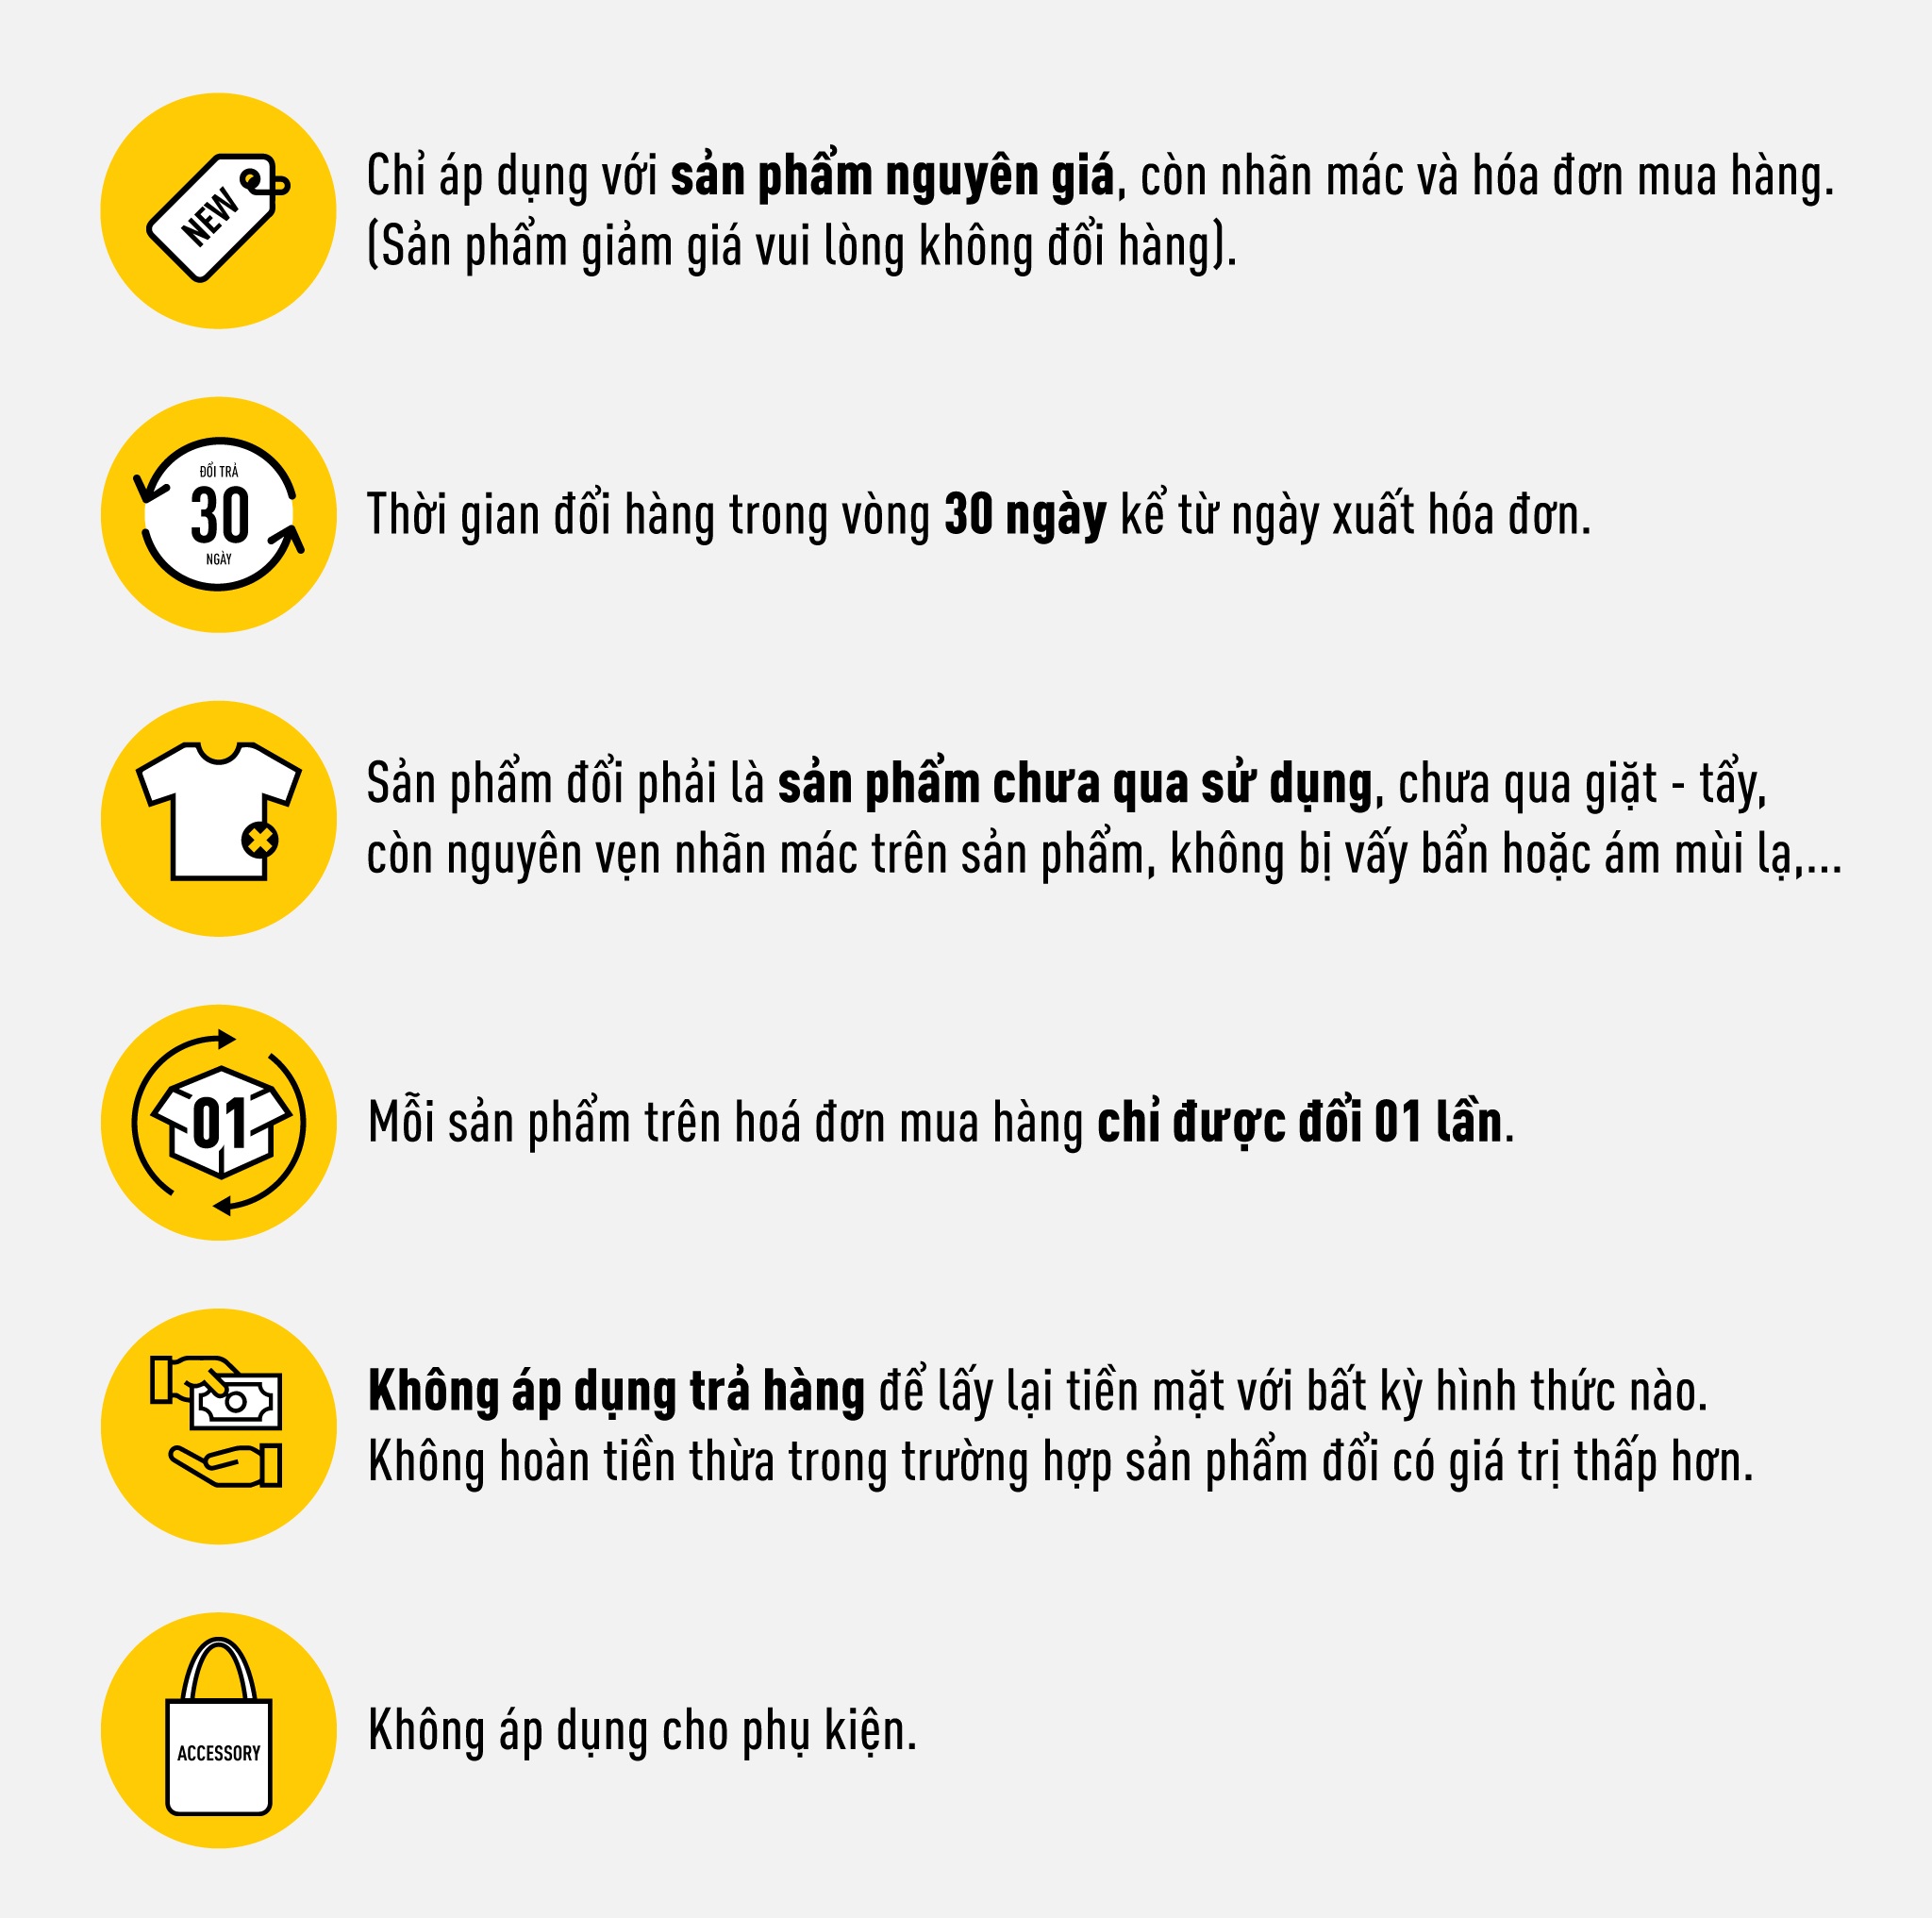 NEW
Chỉ áp dụng với sản phẩm nguyên giá, còn nhãn mác và hóa đơn mua hàng.
(Sản phẩm giảm giá vui lòng không đổi hàng).
ĐỔI TRẢ
30
NGÀY
Thời gian đổi hàng trong vòng 30 ngày kể từ ngày xuất hóa đơn.
Sản phẩm đổi phải là sản phẩm chưa qua sử dụng, chưa qua giặt - tẩy,
còn nguyên vẹn nhãn mác trên sản phẩm, không bị vấy bẩn hoặc ám mùi lạ,...
01
Mỗi sản phẩm trên hoá đơn mua hàng chỉ được đổi 01 lần.
Không áp dụng trả hàng để lấy lại tiền mặt với bất kỳ hình thức nào.
Không hoàn tiền thừa trong trường hợp sản phẩm đổi có giá trị thấp hơn.
ACCESSORY
Không áp dụng cho phụ kiện.